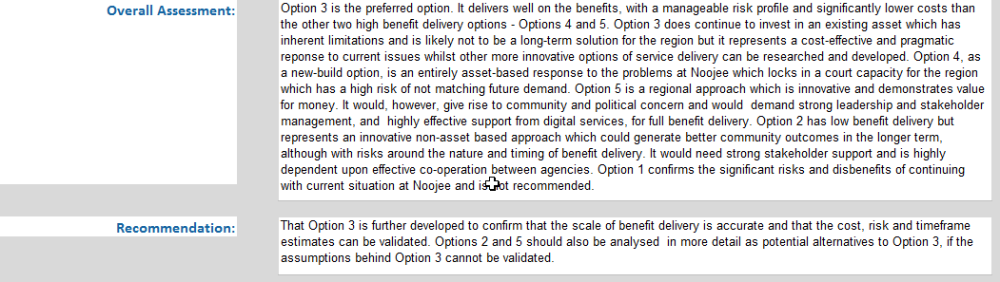 Overall Assessment:
Option 3 is the preferred option. It delivers well on the benefits, with a manageable risk profile and significantly lower costs than
the other two high benefit delivery options - Options 4 and 5. Option 3 does continue to invest in an existing asset which has
inherent limitations and is likely not to be a long-term solution for the region but it represents a cost-effective and pragmatic
reponse to current issues whilst other more innovative options of service delivery can be researched and developed. Option 4, as
a new-build option, is an entirely asset-based response to the problems at Noojee which locks in a court capacity for the region
which has a high risk of not matching future demand. Option 5 is a regional approach which is innovative and demonstrates value
for money. It would, however, give rise to community and political concern and would  demand strong leadership and stakeholder
management, and  highly effective support from digital services, for full benefit delivery. Option 2 has low benefit delivery but
represents an innovative non-asset based approach which could generate better community outcomes in the longer term,
although with risks around the nature and timing of benefit delivery. It would need strong stakeholder support and is highly
dependent upon effective co-operation between agencies. Option 1 confirms the significant risks and disbenefits of continuing
with current situation at Noojee and is not recommended.
Recommendation:
That Option 3 is further developed to confirm that the scale of benefit delivery is accurate and that the cost, risk and timeframe
estimates can be validated. Options 2 and 5 should also be analysed  in more detail as potential alternatives to Option 3, if the
assumptions behind Option 3 cannot be validated.